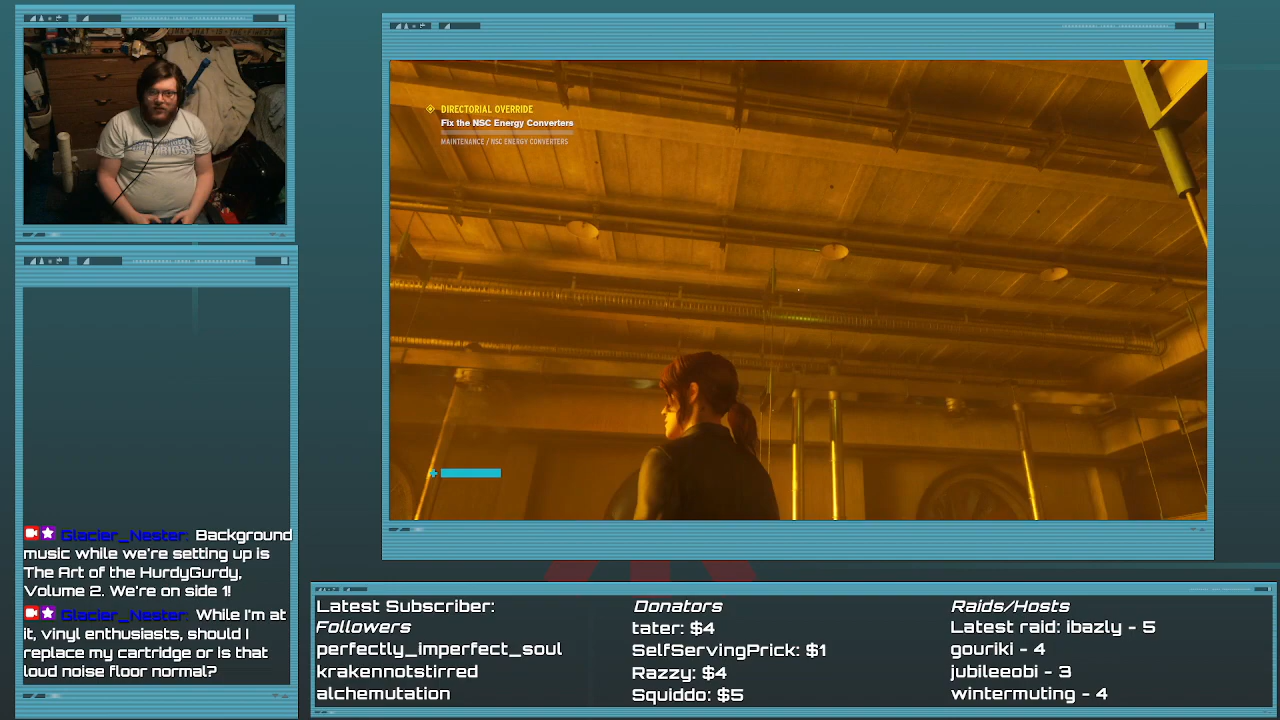 DIRECTORIAL OVERRIDE
Fix the NSC Energy Converters
MAINTENANCE / NSC ENERGY CONVERTERS
Glacier_Nester: Background
music while we're setting up is
The Art of the HurdyGurdy,
Volume 2. We're on side 1!
Glacier_Nester: While I'm at
it, vinyl enthusiasts, should I
replace my cartridge or is that
loud noise floor normal?
Latest Subscriber:
Followers
perfectly_imperfect_soul
krakennotstirred
alchemutation
Donators
tater: $4
SelfServingPrick: $1
Razzy: $4
Squiddo: $5
Raids/Hosts
Latest raid: ibazly - 5
gouriki - 4
jubileeobi - 3
wintermuting - 4